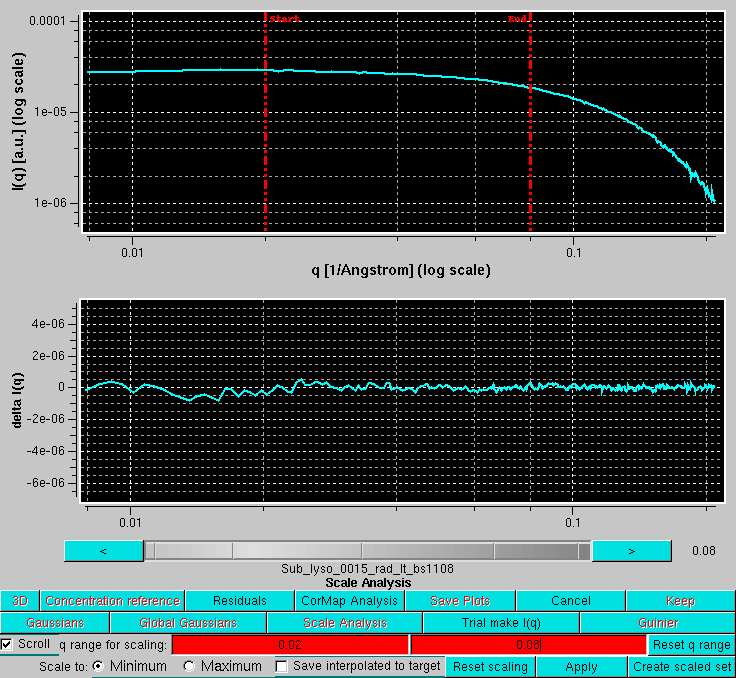 0.0001
Start
End
1e-05
1e-06
I(q) [a.u.] (log scale)
0.01
0.1
q [1/Angstrom] (log scale)
4e-06
2e-06
0
-2e-06
-4e-06
-6e-06
delta I(q)
0.01
0.1
< > 0.08
Sub_lyso_0015_rad_lt_bs1108
Scale Analysis
3D Concentration reference Residuals CorMap Analysis Save Plots Cancel Keep
Gaussians Global Gaussians Scale Analysis Trial make I(q) Guinier
Scroll q range for scaling: 0.02 0.06 Reset q range
Scale to: Minimum Maximum Save interpolated to target Reset scaling Apply Create scaled set